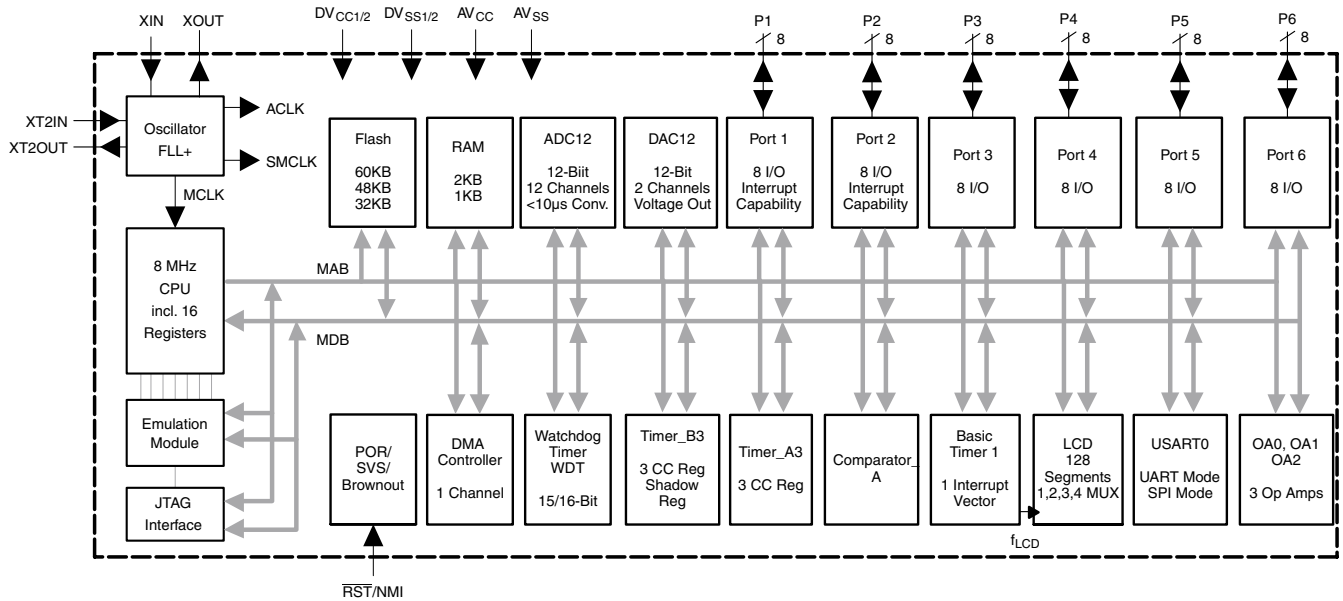 XIN XOUT DVCC1/2 DVSS1/2 AVCC AVSS P1 P2 P3 P4 P5 P6
8 8 8 8 8 8
XT2IN
XT2OUT
Oscillator
FLL+
ACLK
SMCLK
MCLK
8 MHz
CPU
incl. 16
Registers
Emulation
Module
JTAG
Interface
MAB
MDB
Flash
60KB
48KB
32KB
RAM
2KB
1KB
ADC12
12-Biit
12 Channels
<10µs Conv.
DAC12
12-Bit
2 Channels
Voltage Out
Port 1
8 I/O
Interrupt
Capability
Port 2
8 I/O
Interrupt
Capability
Port 3
8 I/O
Port 4
8 I/O
Port 5
8 I/O
Port 6
8 I/O
POR/
SVS/
Brownout
DMA
Controller
1 Channel
Watchdog
Timer
WDT
15/16-Bit
Timer_B3
3 CC Reg
Shadow
Reg
Timer_A3
3 CC Reg
Comparator_
A
Basic
Timer 1
1 Interrupt
Vector
LCD
128
Segments
1,2,3,4 MUX
USART0
UART Mode
SPI Mode
OA0, OA1
OA2
3 Op Amps
fLCD
RST/NMI